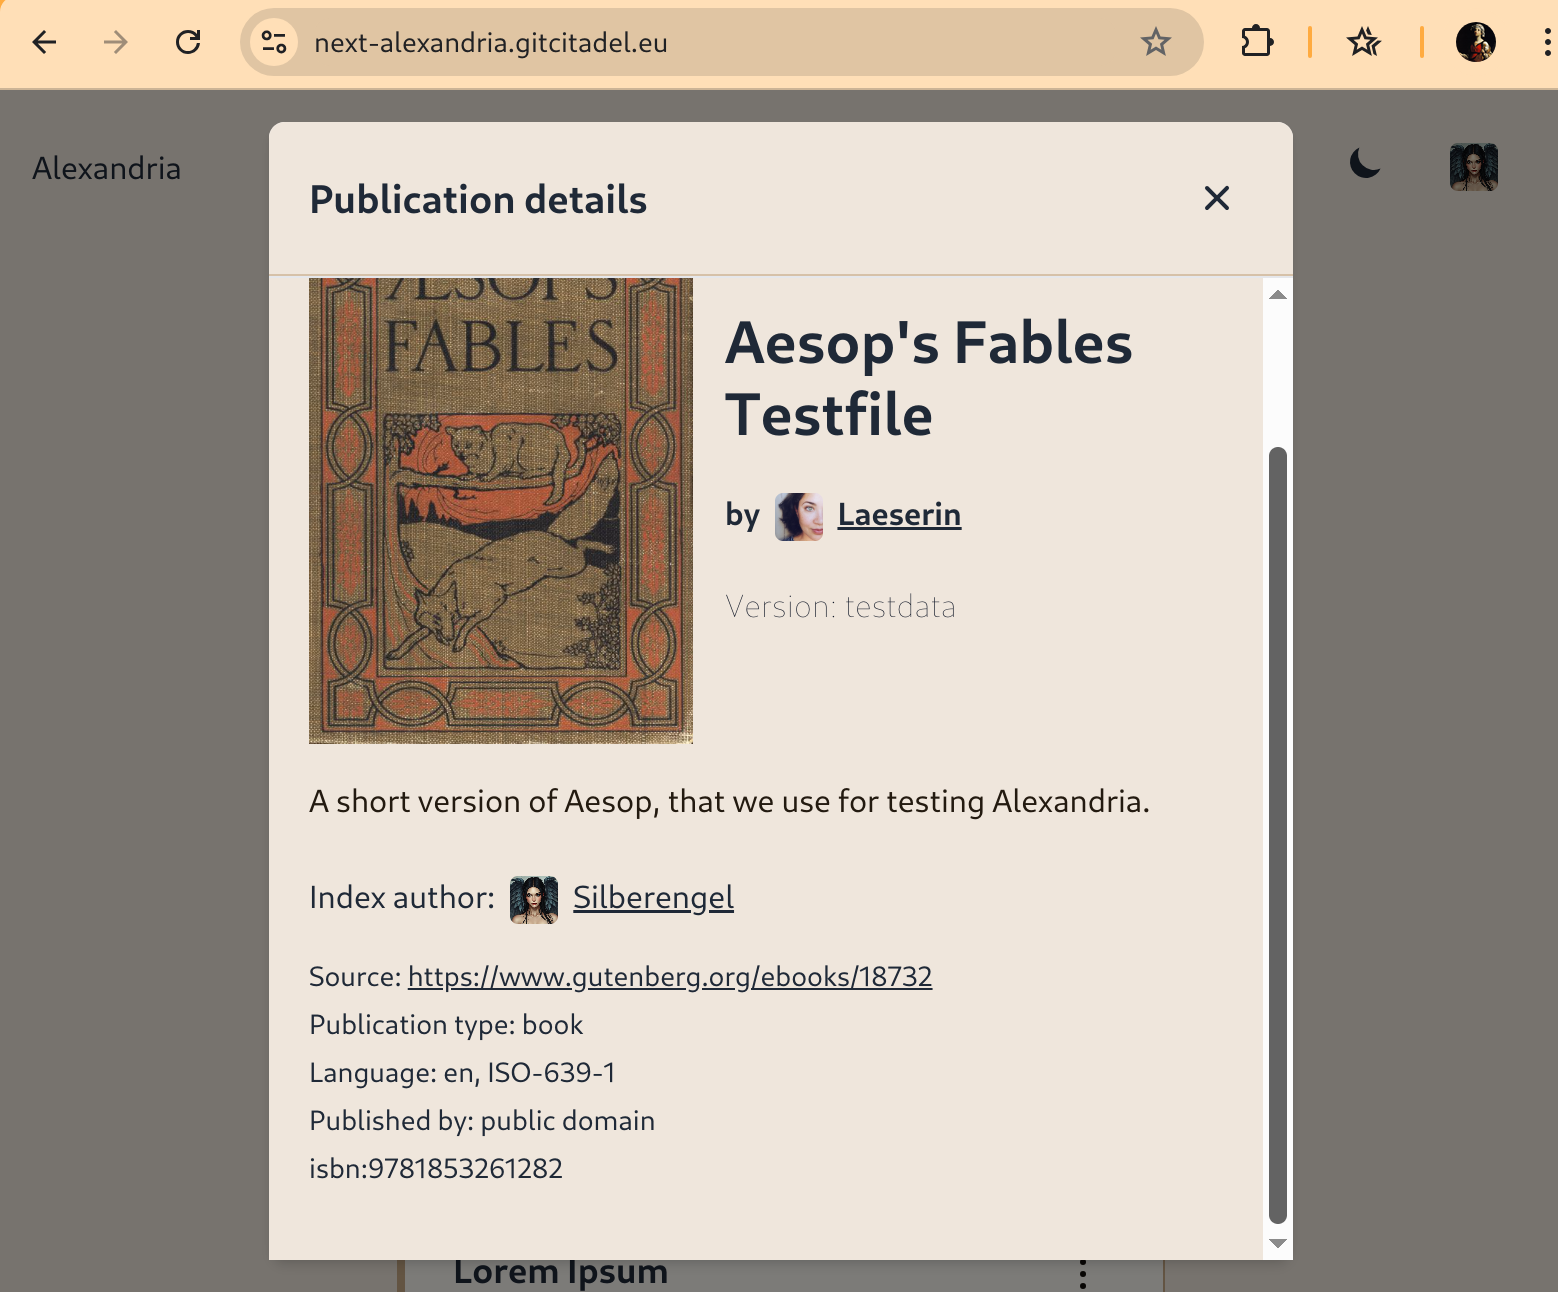 next-alexandria.gitcitadel.eu
Alexandria
Publication details
ÆSOP'S
FABLES
Aesop's Fables
Testfile
by Laeserin
Version: testdata
A short version of Aesop, that we use for testing Alexandria.
Index author: Silberengel
Source: https://www.gutenberg.org/ebooks/18732
Publication type: book
Language: en, ISO-639-1
Published by: public domain
isbn:9781853261282
Lorem Ipsum